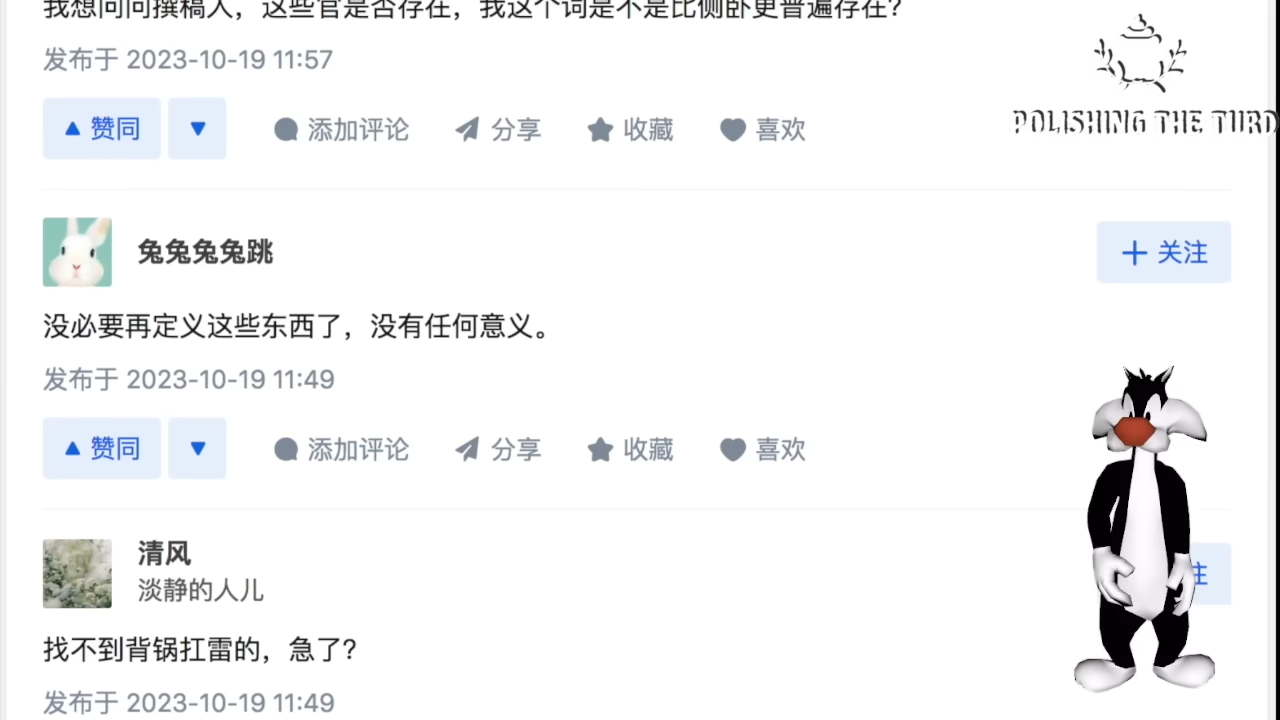 我想问问撰稿人，这些官是否存在，我这个词是不是比侧卧更普遍存在？
发布于 2023-10-19 11:57
赞同
添加评论 分享 收藏 喜欢
POLISHING THE TURD
兔兔兔兔跳
关注
没必要再定义这些东西了，没有任何意义。
发布于 2023-10-19 11:49
赞同
添加评论 分享 收藏 喜欢
清风
淡静的人儿
注
找不到背锅扛雷的，急了？
发布于 2023-10-19 11:49